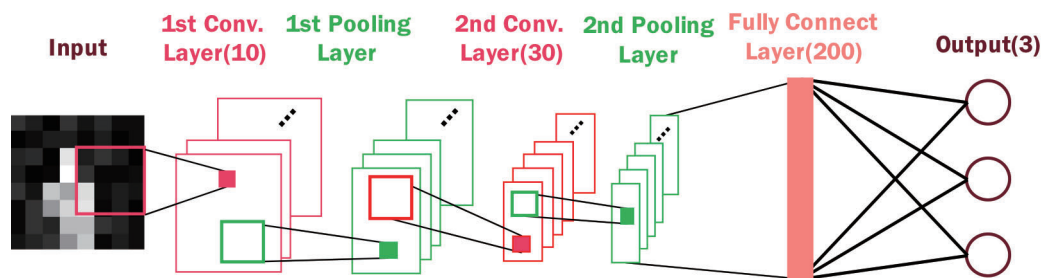 Input
1st Conv.
Layer(10)
1st Pooling
Layer
2nd Conv.
Layer(30)
2nd Pooling
Layer
Fully Connect
Layer(200)
Output(3)